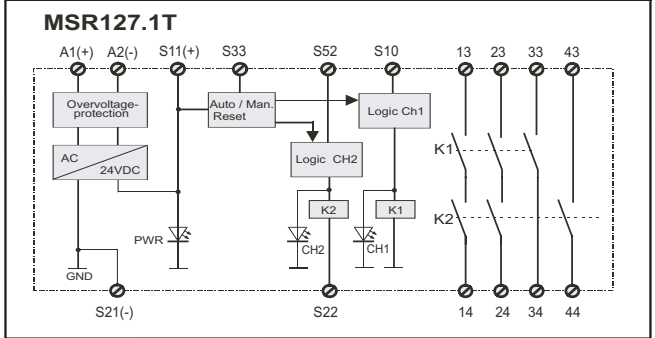 MSR127.1T
A1(+) A2(-) S11(+) S33 S52 S10 13 23 33 43
Overvoltage-
protection
Auto / Man.
Reset
Logic Ch1
AC
24VDC
Logic CH2
K1
K2 K1
K2
PWR
CH2 CH1
GND
S21(-) S22 14 24 34 44